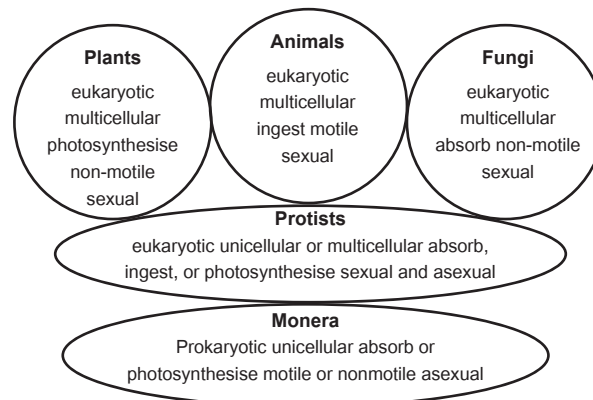 Plants
eukaryotic
multicellular
photosynthesise
non-motile
sexual
Animals
eukaryotic
multicellular
ingest motile
sexual
Fungi
eukaryotic
multicellular
absorb non-motile
sexual
Protists
eukaryotic unicellular or multicellular absorb,
ingest, or photosynthesise sexual and asexual
Monera
Prokaryotic unicellular absorb or
photosynthesise motile or nonmotile asexual